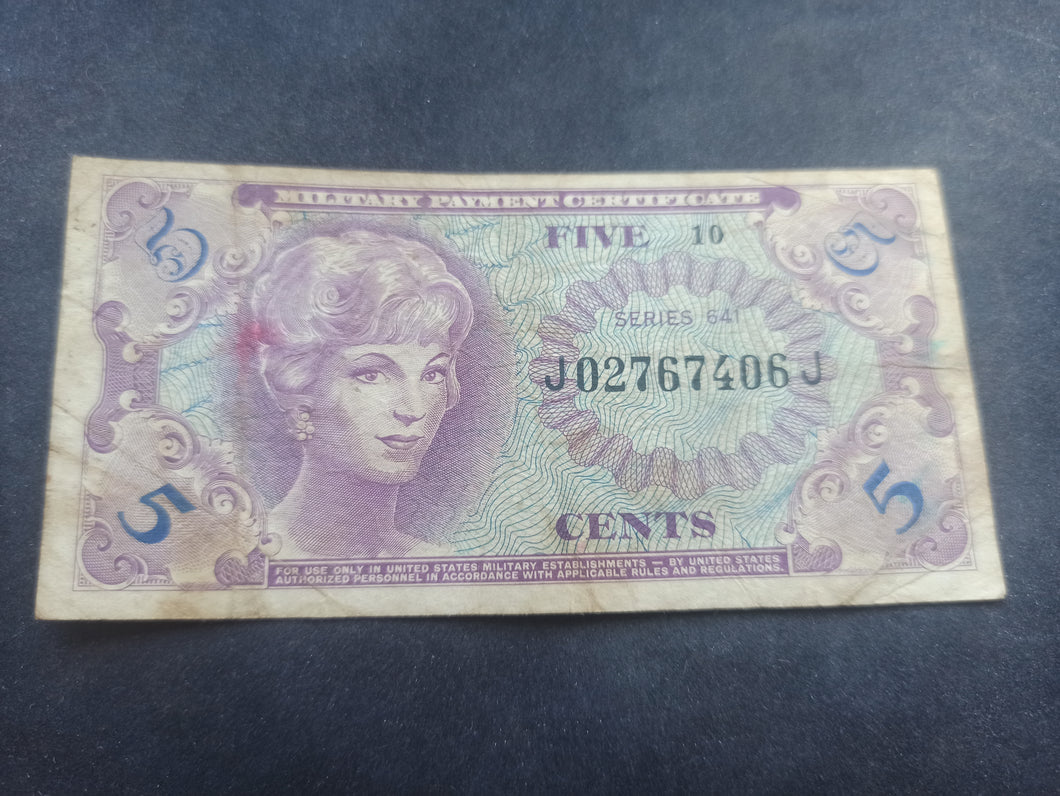 MILITARY PAYMENT CERTIFICATE
5
FIVE 10
5
SERIES 641
J02767406J
5
5
CENTS
FOR USE ONLY IN UNITED STATES MILITARY ESTABLISHMENTS — BY UNITED STATES
AUTHORIZED PERSONNEL IN ACCORDANCE WITH APPLICABLE RULES AND REGULATIONS.